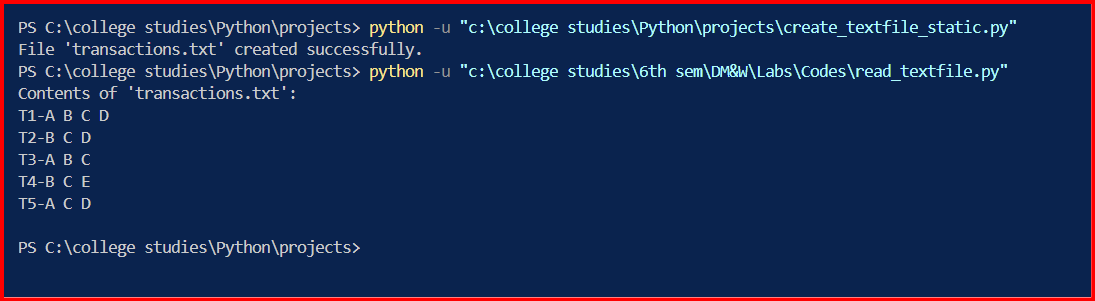 PS C:\college studies\Python\projects> python -u "c:\college studies\Python\projects\create_textfile_static.py"
File 'transactions.txt' created successfully.
PS C:\college studies\Python\projects> python -u "c:\college studies\6th sem\DM&W\Labs\Codes\read_textfile.py"
Contents of 'transactions.txt':
T1-A B C D
T2-B C D
T3-A B C
T4-B C E
T5-A C D
PS C:\college studies\Python\projects>